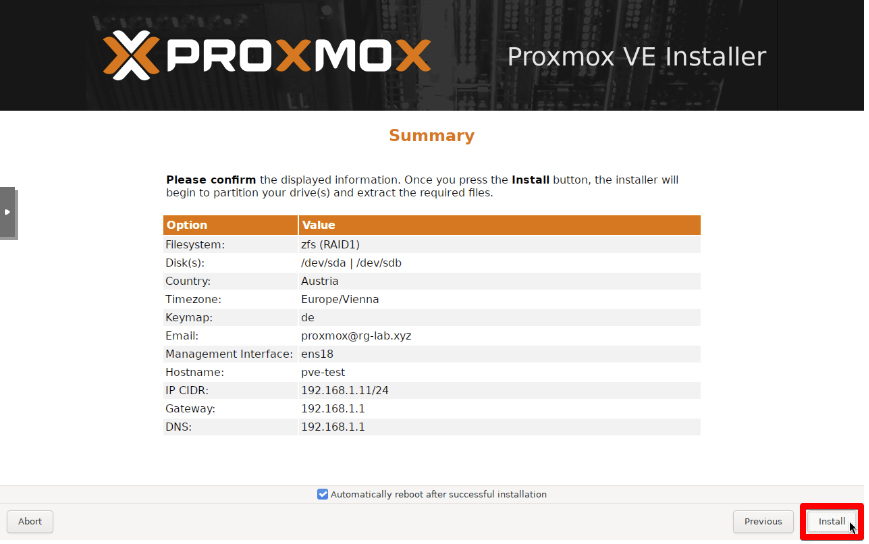 PROXMOX
Proxmox VE Installer
LL
Summary
Please confirm the displayed information. Once you press the Install button, the installer will
begin to partition your drive(s) and extract the required files.
Option Value
Filesystem: zfs (RAID1)
Disk(s): /dev/sda | /dev/sdb
Country: Austria
Timezone: Europe/Vienna
Keymap: de
Email: proxmox@rg-lab.xyz
Management Interface: ens18
Hostname: pve-test
IP CIDR: 192.168.1.11/24
Gateway: 192.168.1.1
DNS: 192.168.1.1
Automatically reboot after successful installation
Abort Previous Install